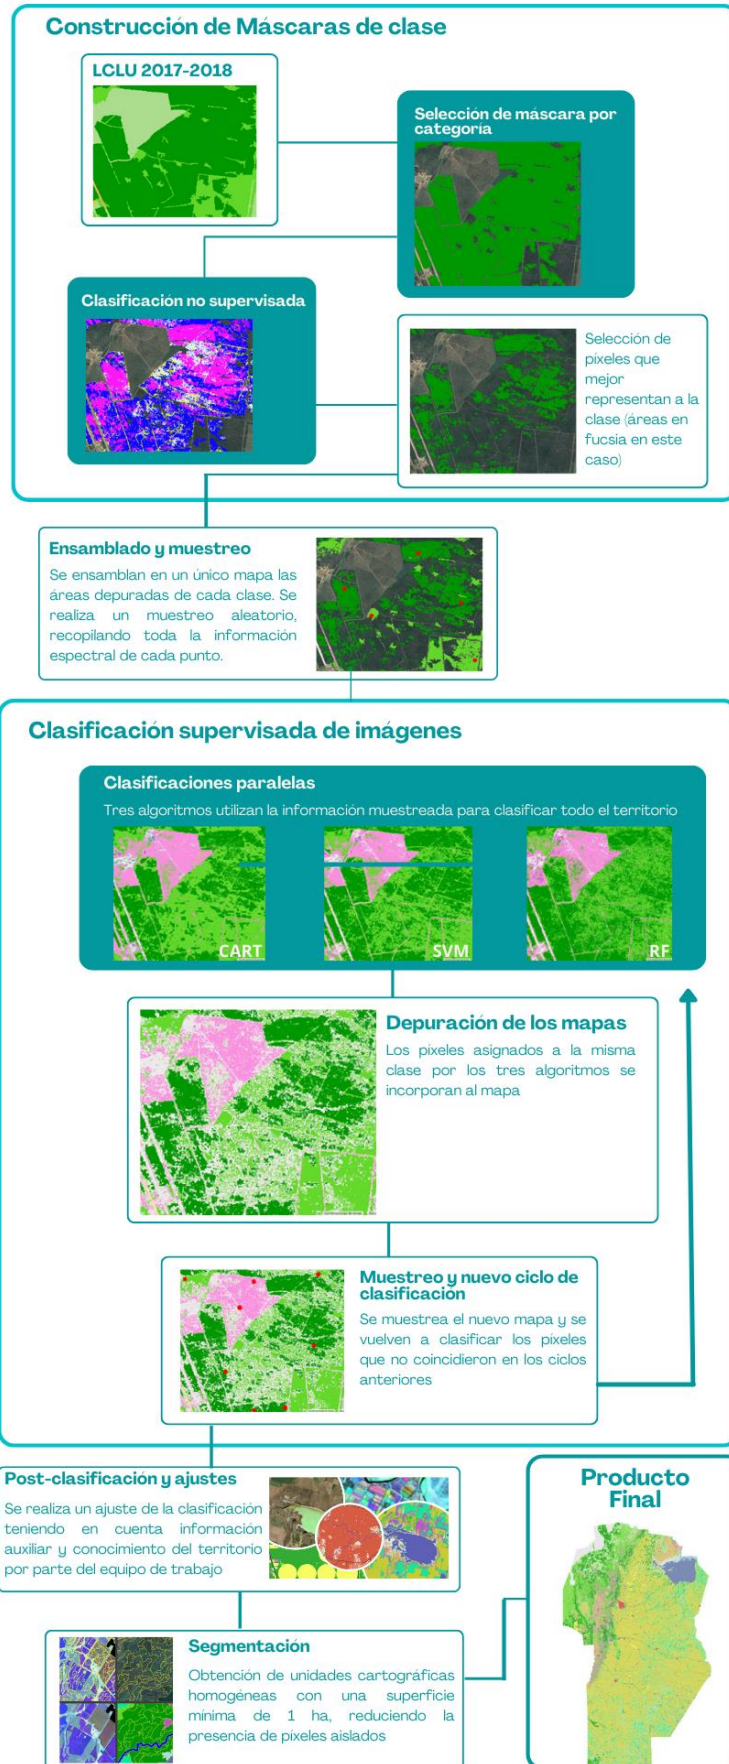 Construcción de Máscaras de clase
LCLU 2017-2018
Selección de máscara por
categoría
Clasificación no supervisada
Selección de
píxeles que
mejor
representan a la
clase (áreas en
fucsia en este
caso)
Ensamblado y muestreo
Se ensamblan en un único mapa las
áreas depuradas de cada clase. Se
realiza un muestreo aleatorio,
recopilando toda la información
espectral de cada punto.
Clasificación supervisada de imágenes
Clasificaciones paralelas
Tres algoritmos utilizan la información muestreada para clasificar todo el territorio
CART
SVM
RF
Depuración de los mapas
Los píxeles asignados a la misma
clase por los tres algoritmos se
incorporan al mapa
Muestreo y nuevo ciclo de
clasificación
Se muestrea el nuevo mapa y se
vuelven a clasificar los píxeles
que no coincidieron en los ciclos
anteriores
Post-clasificación y ajustes
Se realiza un ajuste de la clasificación
teniendo en cuenta información
auxiliar y conocimiento del territorio
por parte del equipo de trabajo
Producto
Final
Segmentación
Obtención de unidades cartográficas
homogéneas con una superficie
mínima de 1 ha, reduciendo la
presencia de píxeles aislados